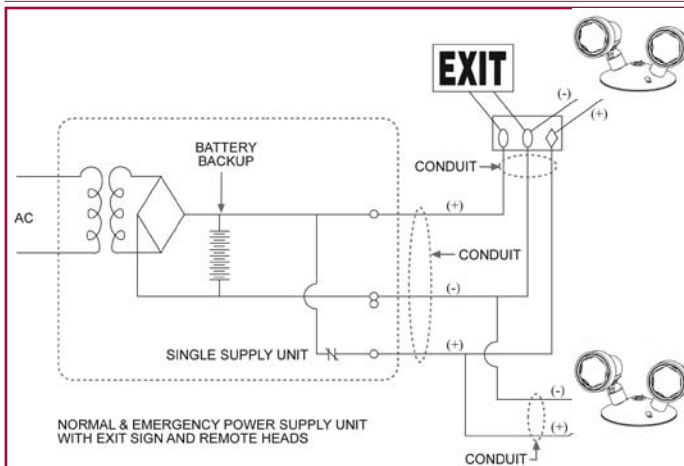 EXIT
(-)
(+)
BATTERY
BACKUP
CONDUIT
AC
(+)
CONDUIT
(-)
SINGLE SUPPLY UNIT
(+)
(-)
(+)
NORMAL & EMERGENCY POWER SUPPLY UNIT
WITH EXIT SIGN AND REMOTE HEADS
CONDUIT